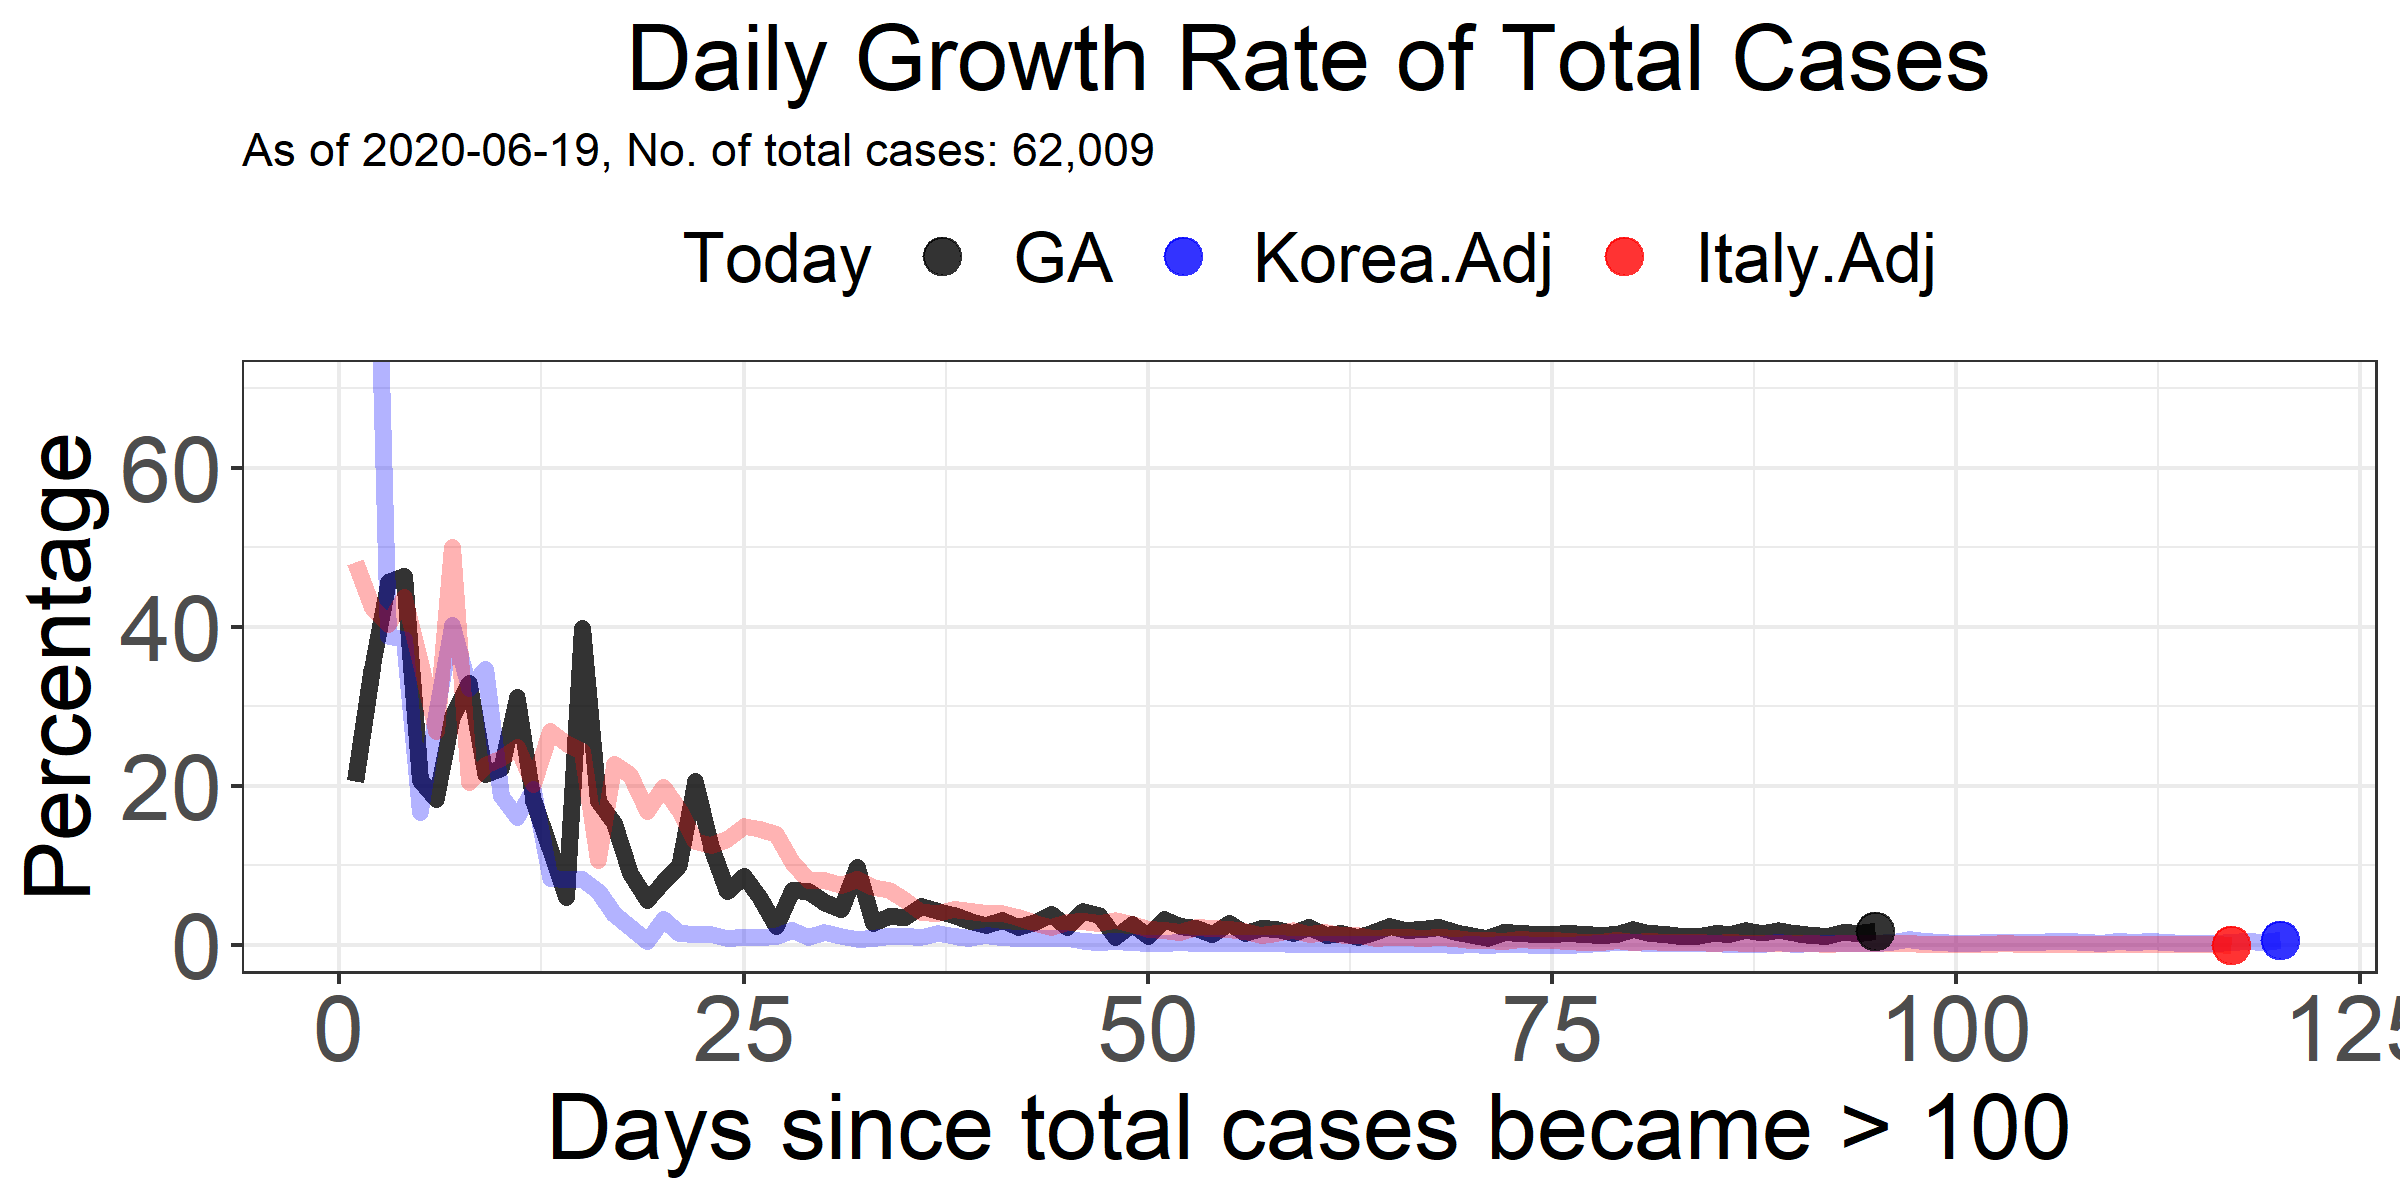 Daily Growth Rate of Total Cases
As of 2020-06-19, No. of total cases: 62,009
Today GA Korea.Adj Italy.Adj
Percentage
60
40
20
0
0 25 50 75 100 125
Days since total cases became > 100